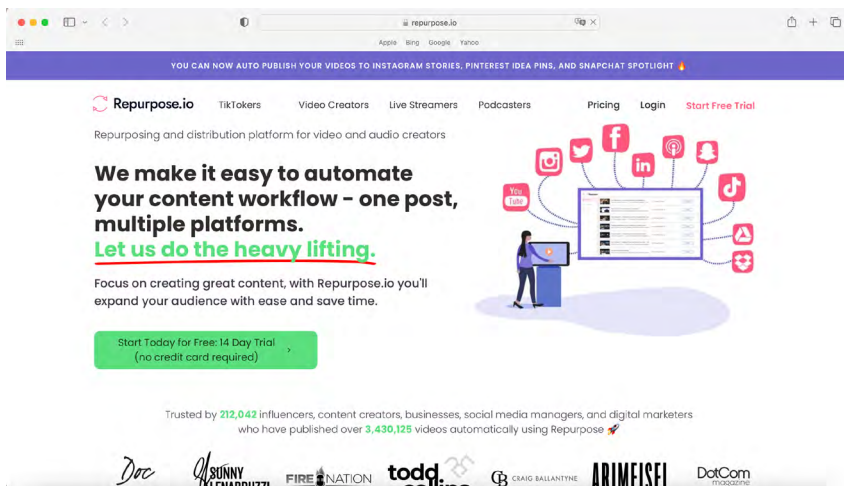 repurpose.io
Apple Bing Google Yahoo
YOU CAN NOW AUTO PUBLISH YOUR VIDEOS TO INSTAGRAM STORIES, PINTEREST IDEA PINS, AND SNAPCHAT SPOTLIGHT 🔥
Repurpose.io TikTokers Video Creators Live Streamers Podcasters Pricing Login Start Free Trial
Repurposing and distribution platform for video and audio creators
We make it easy to automate
your content workflow - one post,
multiple platforms.
Let us do the heavy lifting.
Focus on creating great content, with Repurpose.io you'll
expand your audience with ease and save time.
Start Today for Free: 14 Day Trial
(no credit card required)
You
Tube
in
Trusted by 212,042 influencers, content creators, businesses, social media managers, and digital marketers
who have published over 3,430,125 videos automatically using Repurpose 🚀
Doc SUNNY FIRE NATION todd CB CRAIG BALLANTYNE DotCom
LENARDUZZI magazine